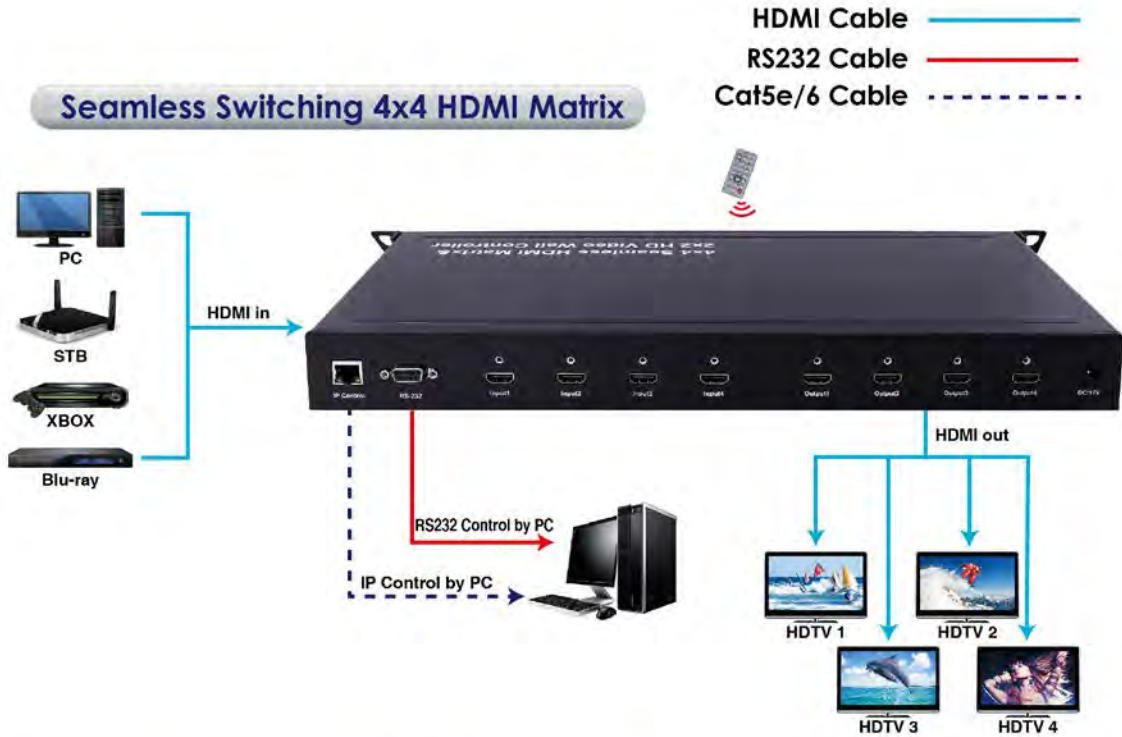 HDMI Cable
RS232 Cable
Cat5e/6 Cable
Seamless Switching 4x4 HDMI Matrix
PC
STB
XBOX
Blu-ray
HDMI in
4x4 Seamless HDMI Matrix&
2x2 HD Video Wall Controller
IP Control
RS-232
Input1
Input2
Input3
Input4
Output1
Output2
Output3
Output4
HDMI out
RS232 Control by PC
IP Control by PC
HDTV 1
HDTV 2
HDTV 3
HDTV 4